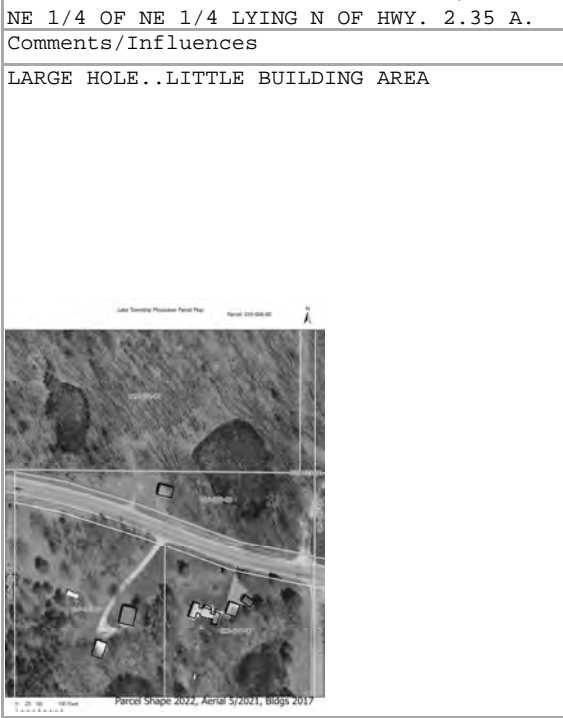 NE 1/4 OF NE 1/4 LYING N OF HWY. 2.35 A.
Comments/Influences
LARGE HOLE..LITTLE BUILDING AREA
Lake Township Parcel Map
Parcel:
N
Parcel Shape 2022, Aerial 5/2021, Bldgs 2017